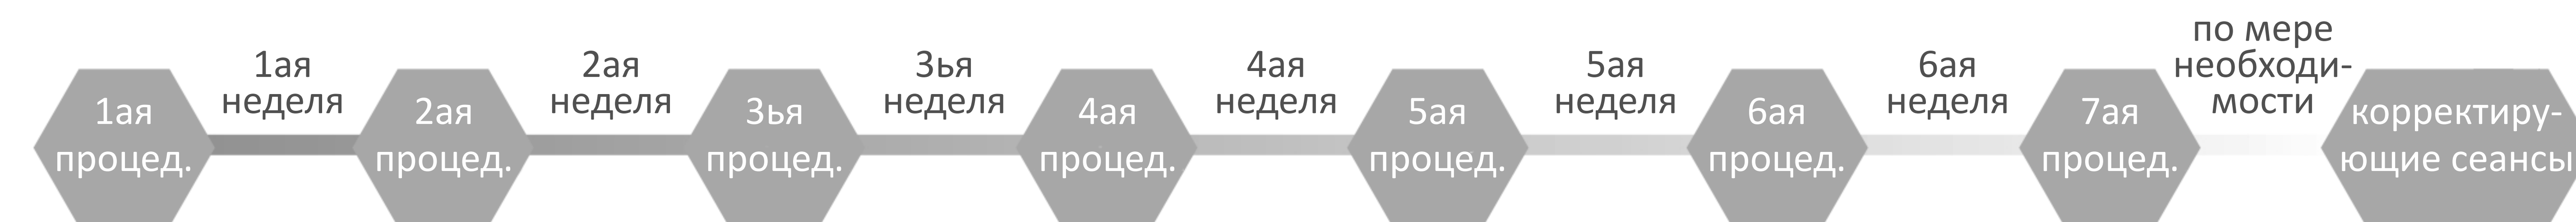 1ая
процед.
1ая
неделя
2ая
процед.
2ая
неделя
3ья
процед.
3ья
неделя
4ая
процед.
4ая
неделя
5ая
процед.
5ая
неделя
6ая
процед.
6ая
неделя
7ая
процед.
по мере
необходи-
мости
корректиру-
ющие сеансы